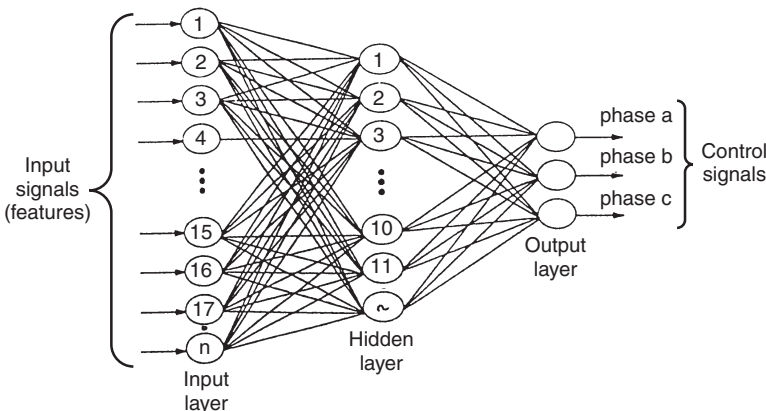 Input
signals
(features)
1
2
3
4
15
16
17
n
Input
layer
1
2
3
10
11
~
Hidden
layer
Output
layer
phase a
phase b
phase c
Control
signals